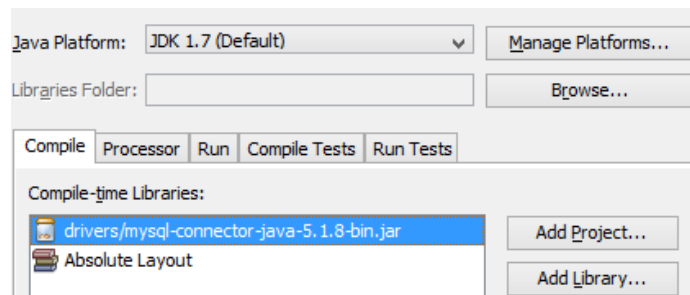 Java Platform: JDK 1.7 (Default) Manage Platforms...
Libraries Folder: Browse...
Compile Processor Run Compile Tests Run Tests
Compile-time Libraries:
drivers/mysql-connector-java-5.1.8-bin.jar Add Project...
Absolute Layout
Add Library...